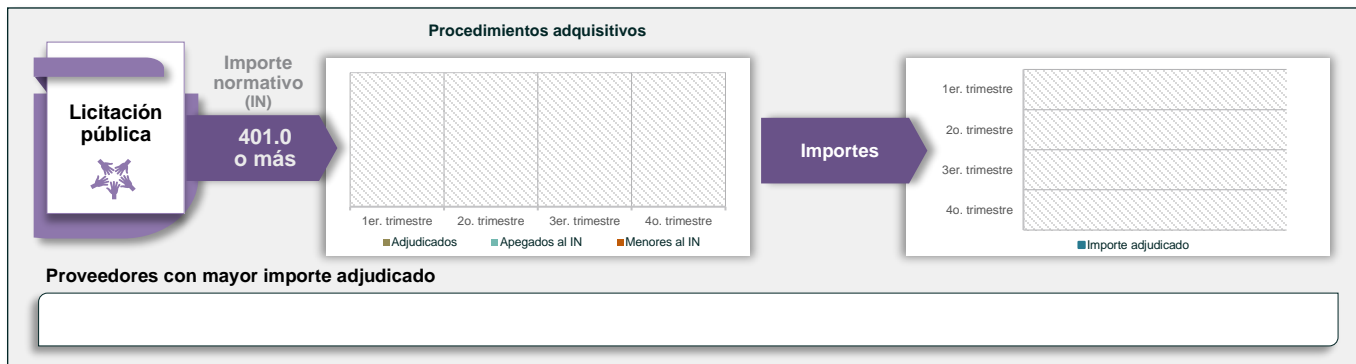 Procedimientos adquisitivos
Licitación
pública
Importe
normativo
(IN)
401.0
o más
1er. trimestre
2o. trimestre
3er. trimestre
4o. trimestre
Adjudicados
Apegados al IN
Menores al IN
Importes
1er. trimestre
2o. trimestre
3er. trimestre
4o. trimestre
Importe adjudicado
Proveedores con mayor importe adjudicado